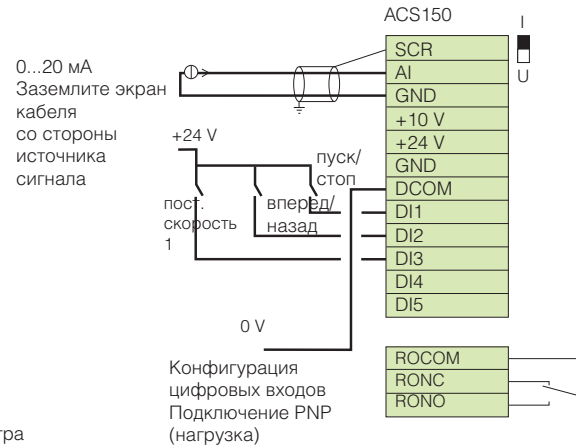 ACS150
I
U
SCR
AI
GND
+10 V
+24 V
GND
DCOM
DI1
DI2
DI3
DI4
DI5
0...20 мА
Заземлите экран
кабеля
со стороны
источника
сигнала
+24 V
пуск/
стоп
вперед/
назад
пост.
скорость
1
0 V
Конфигурация
цифровых входов
Подключение PNP
(нагрузка)
ROCOM
RONC
RONO
тра